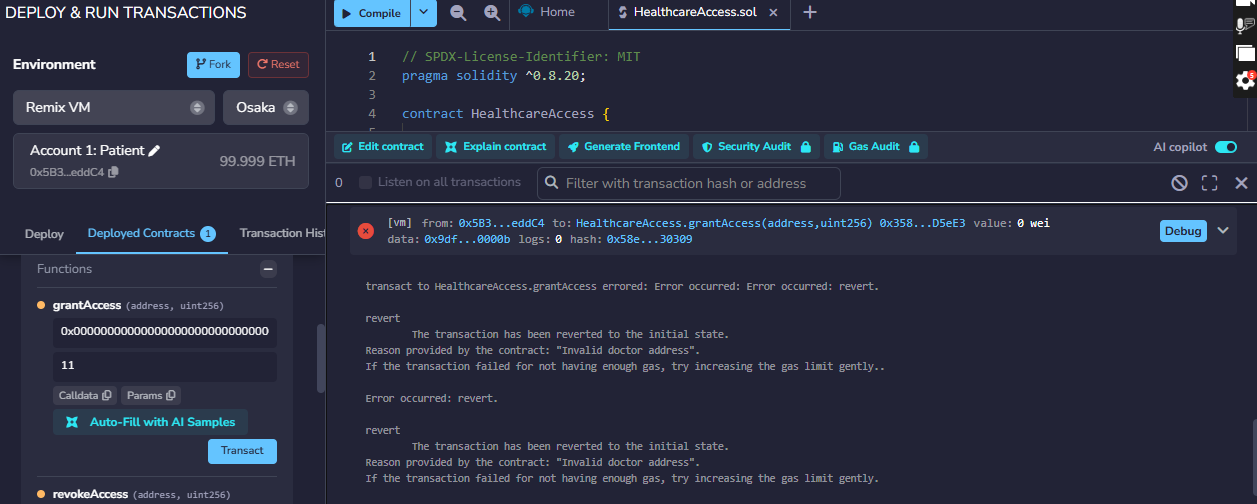 DEPLOY & RUN TRANSACTIONS
Environment
Fork
Reset
Remix VM
Osaka
Account 1: Patient
0x5B3...eddC4
99.999 ETH
Deploy
Deployed Contracts 1
Transaction Hist
Functions
grantAccess (address, uint256)
0x00000000000000000000000000000
11
Calldata
Params
Auto-Fill with AI Samples
Transact
revokeAccess (address, uint256)
Compile
Home
HealthcareAccess.sol
1 // SPDX-License-Identifier: MIT
2 pragma solidity ^0.8.20;
3
4 contract HealthcareAccess {
Edit contract
Explain contract
Generate Frontend
Security Audit
Gas Audit
AI copilot
0
Listen on all transactions
Filter with transaction hash or address
[vm] from: 0x5B3...eddC4 to: HealthcareAccess.grantAccess(address,uint256) 0x358...D5eE3 value: 0 wei
data: 0x9df...0000b logs: 0 hash: 0x58e...30309
Debug
transact to HealthcareAccess.grantAccess errored: Error occurred: Error occurred: revert.
revert
The transaction has been reverted to the initial state.
Reason provided by the contract: "Invalid doctor address".
If the transaction failed for not having enough gas, try increasing the gas limit gently..
Error occurred: revert.
revert
The transaction has been reverted to the initial state.
Reason provided by the contract: "Invalid doctor address".
If the transaction failed for not having enough gas, try increasing the gas limit gently.
5